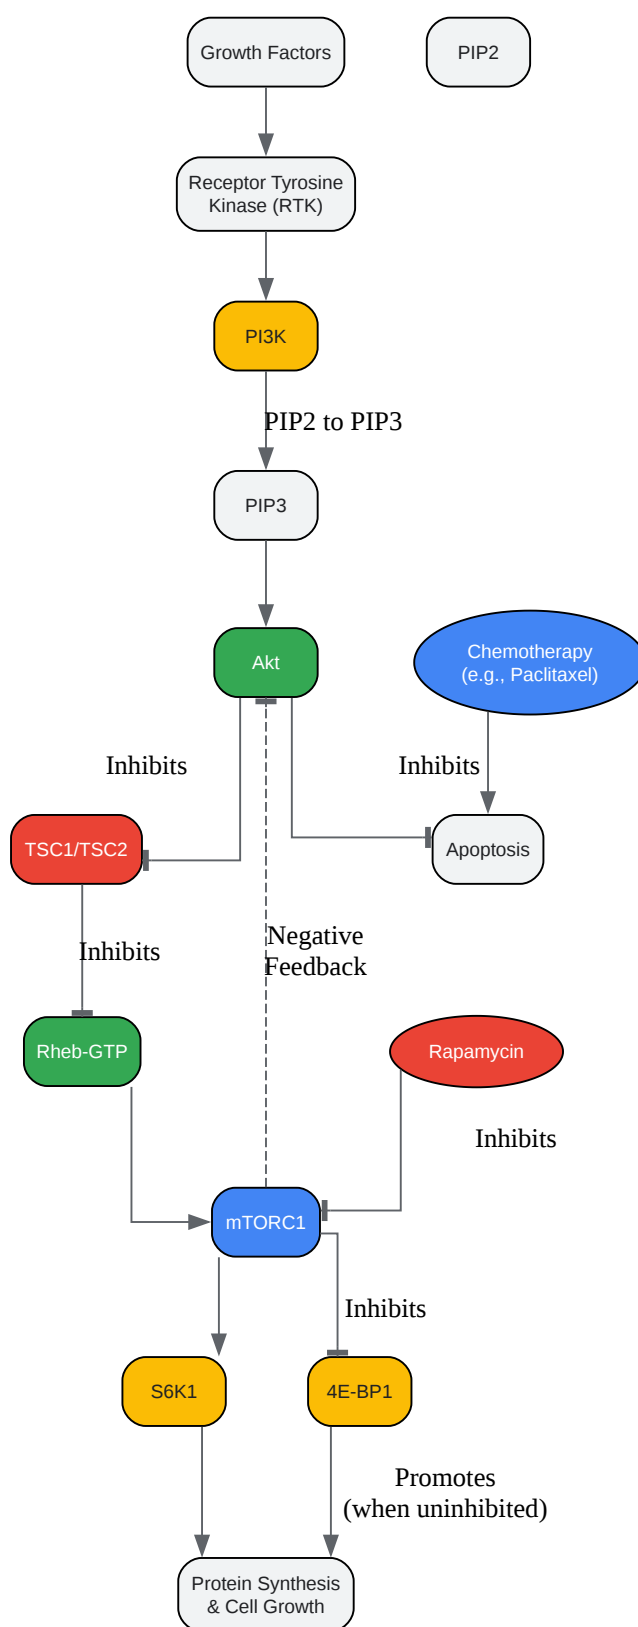 Growth Factors
PIP2
Receptor Tyrosine
Kinase (RTK)
PI3K
PIP2 to PIP3
PIP3
Akt
Chemotherapy
(e.g., Paclitaxel)
Inhibits
Inhibits
TSC1/TSC2
Apoptosis
Negative
Feedback
Inhibits
Rheb-GTP
Rapamycin
Inhibits
mTORC1
Inhibits
S6K1
4E-BP1
Promotes
(when uninhibited)
Protein Synthesis
& Cell Growth